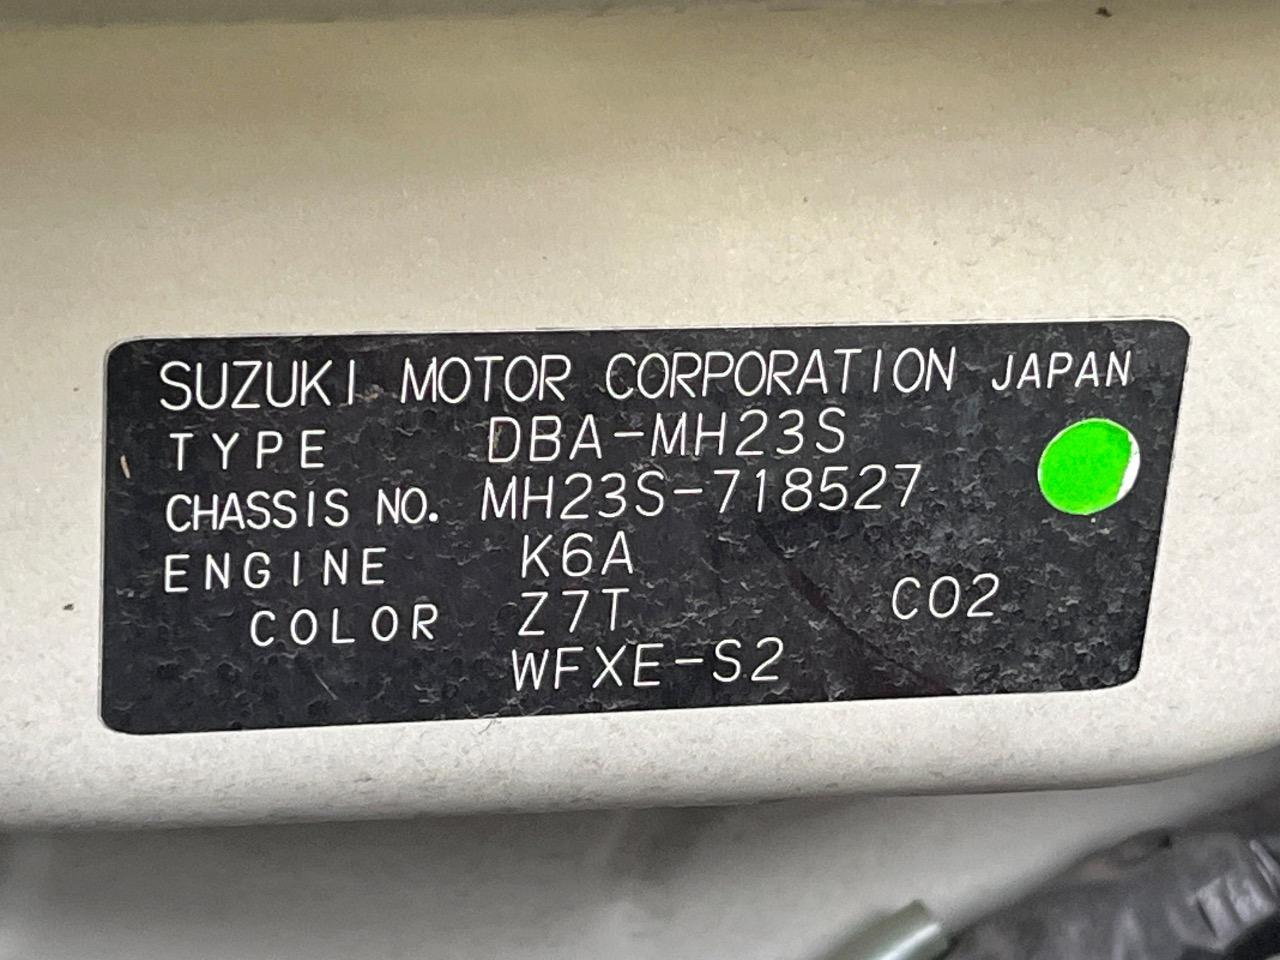 SUZUKI MOTOR CORPORATION JAPAN
TYPE DBA-MH23S
CHASSIS NO. MH23S-718527
ENGINE K6A
COLOR Z7T C02
WFXE-S2